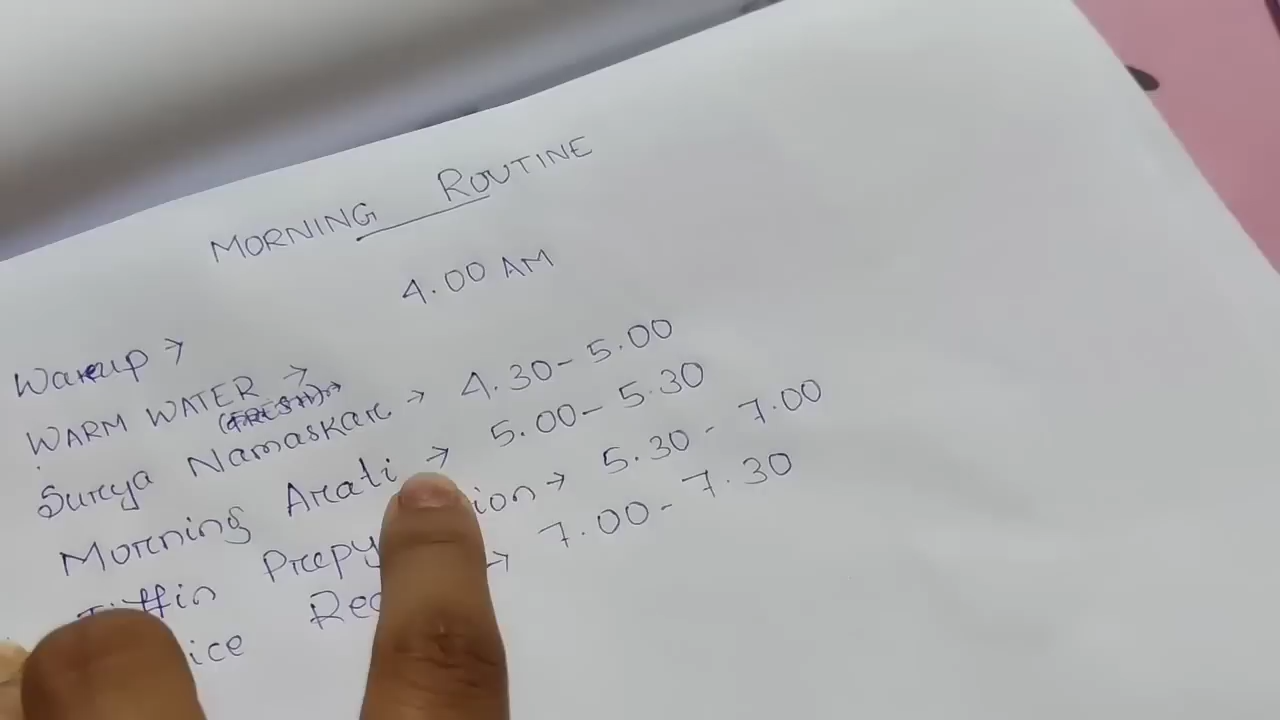 MORNING ROUTINE
4.00 AM
Wakeup →
WARM WATER →
(FRESH) →
Surya Namaskar → 4.30 - 5.00
Morning Arati → 5.00 - 5.30
Tiffin → 5.30 - 7.00
→ 7.00 - 7.30